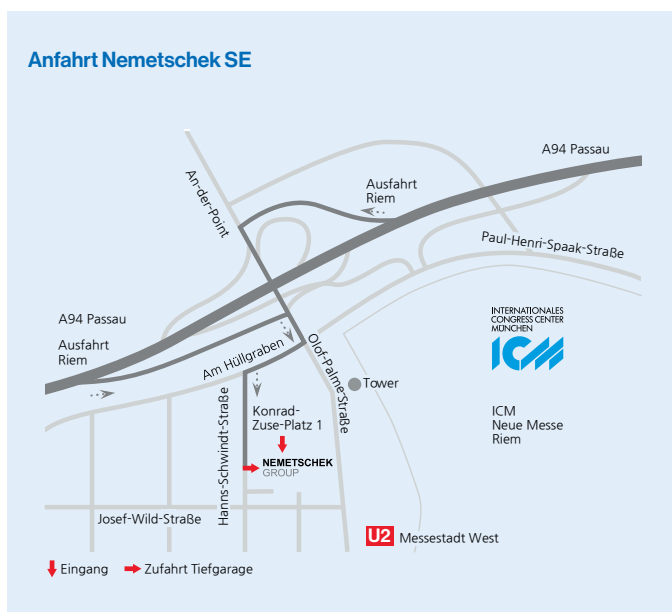 Anfahrt Nemetschek SE
A94 Passau
Ausfahrt
Riem
An-der-Point
Paul-Henri-Spaak-Straße
A94 Passau
Ausfahrt
Riem
INTERNATIONALES
CONGRESS CENTER
MÜNCHEN
ICM
Am Hüllgraben
Olof-Palme-Straße
Tower
Hanns-Schwindt-Straße
Konrad-
Zuse-Platz 1
ICM
Neue Messe
Riem
NEMETSCHEK
GROUP
Josef-Wild-Straße
U2 Messestadt West
Eingang Zufahrt Tiefgarage